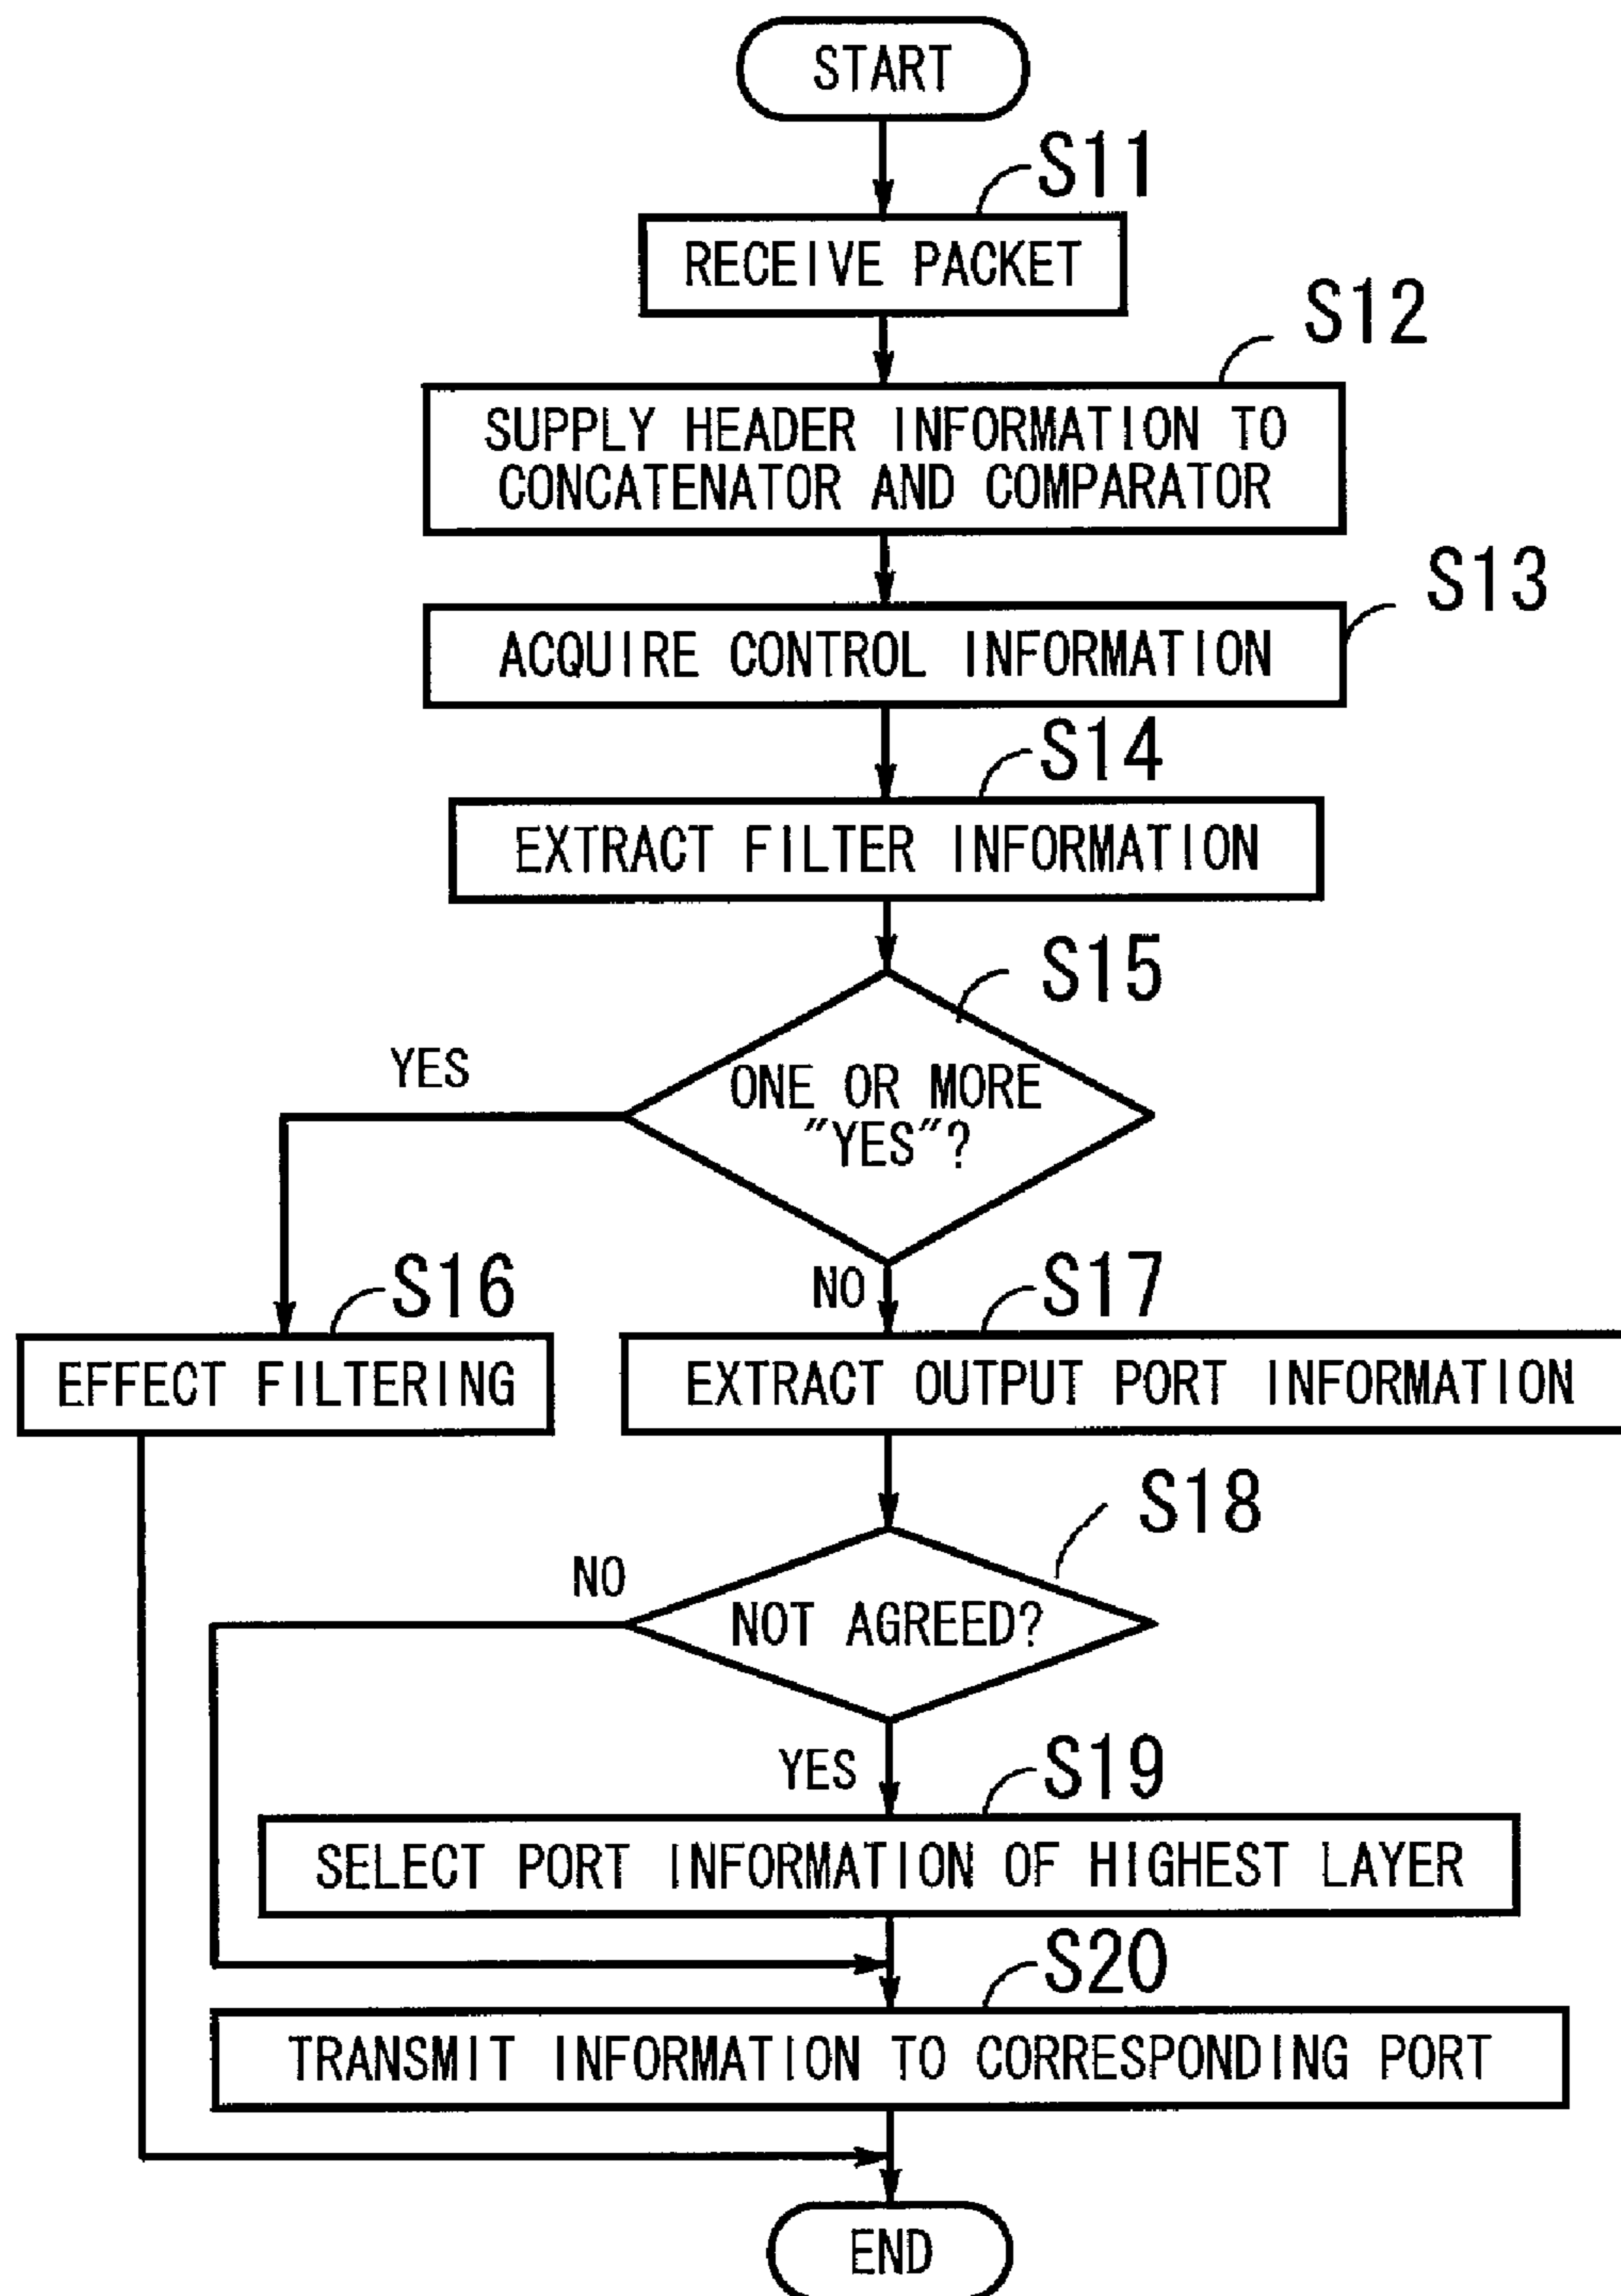 START
S11
RECEIVE PACKET
S12
SUPPLY HEADER INFORMATION TO
CONCATENATOR AND COMPARATOR
S13
ACQUIRE CONTROL INFORMATION
S14
EXTRACT FILTER INFORMATION
S15
YES
ONE OR MORE
"YES"?
S16
NO
S17
EFFECT FILTERING
EXTRACT OUTPUT PORT INFORMATION
S18
NO
NOT AGREED?
YES
S19
SELECT PORT INFORMATION OF HIGHEST LAYER
S20
TRANSMIT INFORMATION TO CORRESPONDING PORT
END